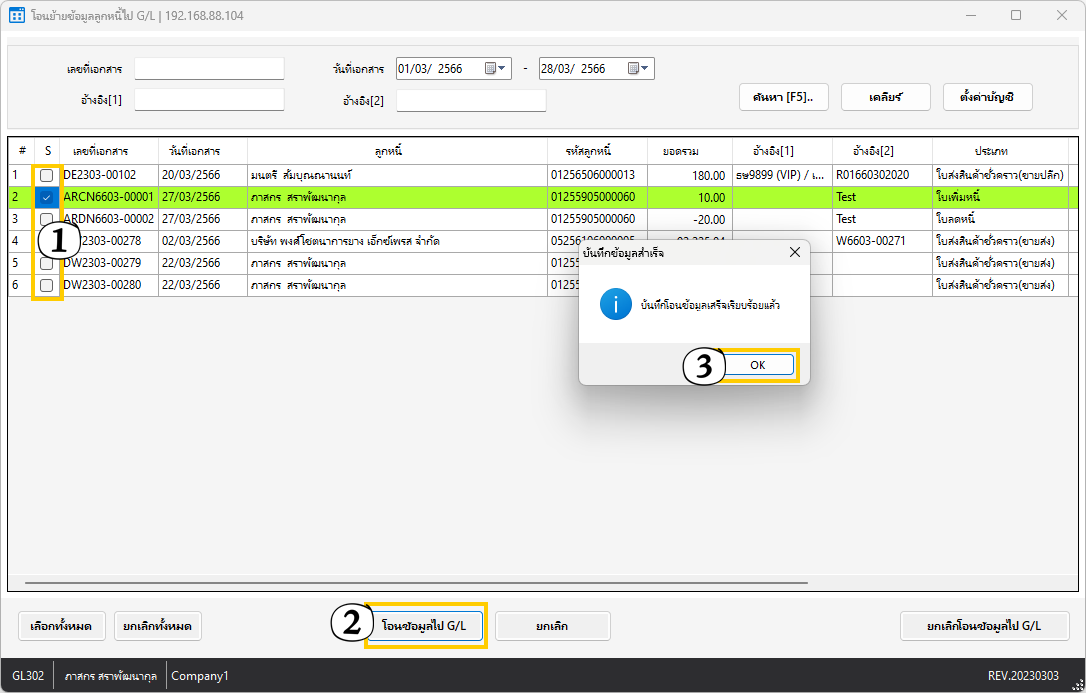 โอนย้ายข้อมูลลูกหนี้ไป G/L | 192.168.88.104
เลขที่เอกสาร วันที่เอกสาร 01/03/ 2566 - 28/03/ 2566
อ้างอิง[1] อ้างอิง[2] ค้นหา [F5].. เคลียร์ ตั้งค่าบัญชี
# S เลขที่เอกสาร วันที่เอกสาร ลูกหนี้ รหัสลูกหนี้ ยอดรวม อ้างอิง[1] อ้างอิง[2] ประเภท
1 DE2303-00102 20/03/2566 มนตรี สัมบุณณานนท์ 01256506000013 180.00 ธษ9899 (VIP) / เ... R01660302020 ใบส่งสินค้าชั่วคราว(ขายปลีก)
2 ARCN6603-00001 27/03/2566 ภาสกร สราพัฒนากุล 01255905000060 10.00 Test ใบเพิ่มหนี้
3 ARDN6603-00002 27/03/2566 ภาสกร สราพัฒนากุล 01255905000060 -20.00 Test ใบลดหนี้
4 2303-00278 02/03/2566 บริษัท พงศ์โชตนาการยาง เอ็กซ์เพรส จำกัด W6603-00271 ใบส่งสินค้าชั่วคราว(ขายส่ง)
5 DW2303-00279 22/03/2566 ภาสกร สราพัฒนากุล 01255 ใบส่งสินค้าชั่วคราว(ขายส่ง)
6 DW2303-00280 22/03/2566 ภาสกร สราพัฒนากุล 01255 ใบส่งสินค้าชั่วคราว(ขายส่ง)
1
บันทึกข้อมูลสำเร็จ
บันทึกโอนข้อมูลเสร็จเรียบร้อยแล้ว
3 OK
เลือกทั้งหมด ยกเลิกทั้งหมด 2 โอนข้อมูลไป G/L ยกเลิก ยกเลิกโอนข้อมูลไป G/L
GL302 ภาสกร สราพัฒนากุล Company1 REV.20230303